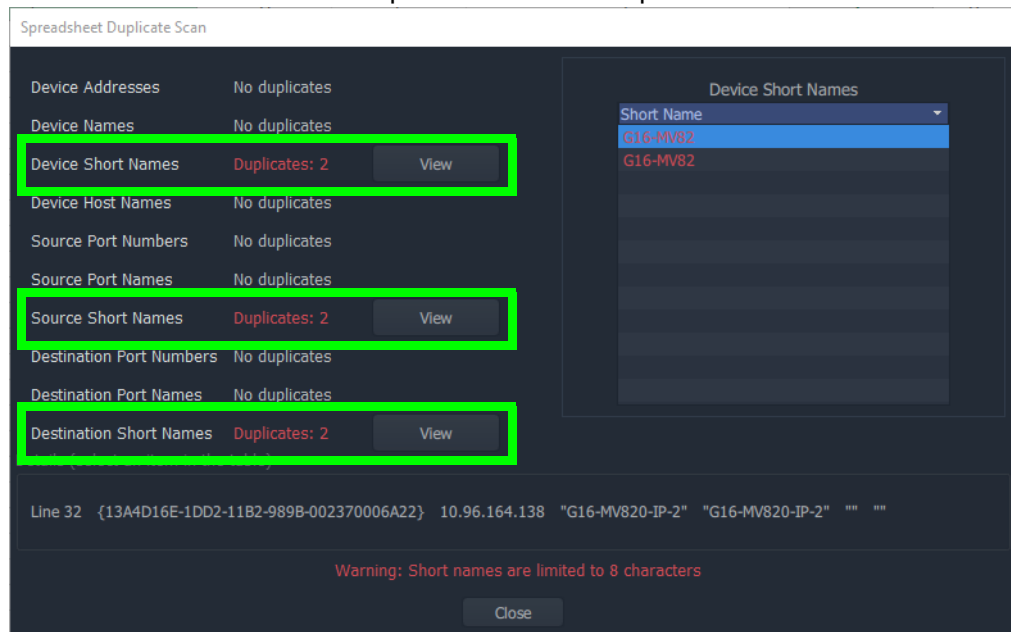 Spreadsheet Duplicate Scan
Device Addresses No duplicates
Device Names No duplicates
Device Short Names Duplicates: 2 View
Device Host Names No duplicates
Source Port Numbers No duplicates
Source Port Names No duplicates
Source Short Names Duplicates: 2 View
Destination Port Numbers No duplicates
Destination Port Names No duplicates
Destination Short Names Duplicates: 2 View
Device Short Names
Short Name
G16-MV82
G16-MV82
Line 32 {13A4D16E-1DD2-11B2-989B-002370006A22} 10.96.164.138 "G16-MV820-IP-2" "G16-MV820-IP-2" "" ""
Warning: Short names are limited to 8 characters
Close